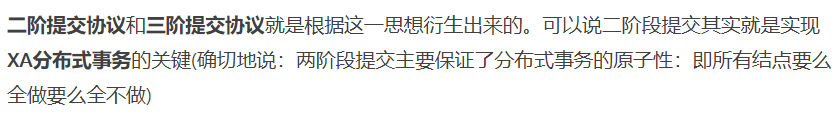 二阶提交协议和三阶提交协议就是根据这一思想衍生出来的。可以说二阶段提交其实就是实现
XA分布式事务的关键(确切地说：两阶段提交主要保证了分布式事务的原子性：即所有结点要么
全做要么全不做)